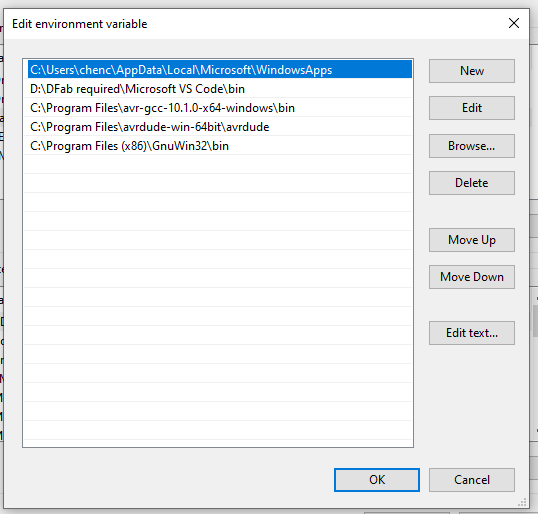 Edit environment variable
C:\Users\chenc\AppData\Local\Microsoft\WindowsApps
D:\DFab required\Microsoft VS Code\bin
C:\Program Files\avr-gcc-10.1.0-x64-windows\bin
C:\Program Files\avrdude-win-64bit\avrdude
C:\Program Files (x86)\GnuWin32\bin
New
Edit
Browse...
Delete
Move Up
Move Down
Edit text...
OK
Cancel